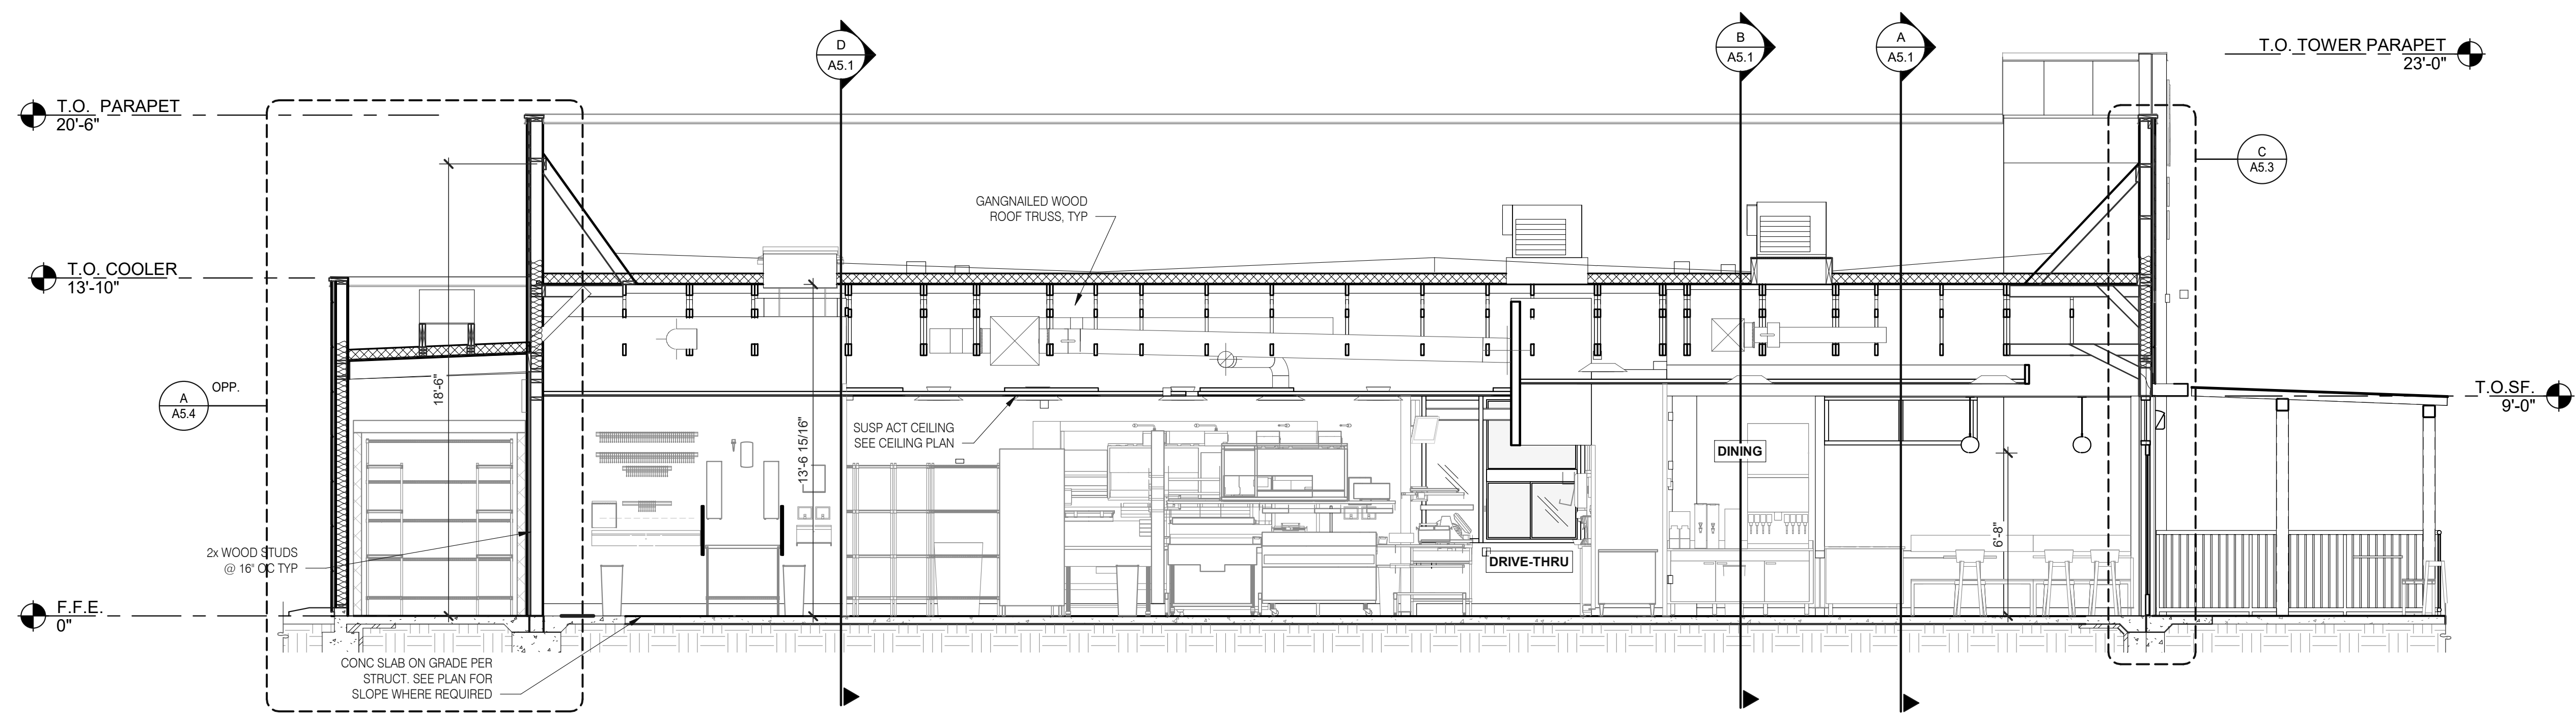 D
A5.1
B
A5.1
A
A5.1
T.O. TOWER PARAPET
23'-0"
T.O. PARAPET
20'-6"
C
A5.3
GANGNAILED WOOD
ROOF TRUSS, TYP
T.O. COOLER
13'-10"
18'-6"
OPP.
A
A5.4
T.O.SF.
9'-0"
SUSP ACT CEILING
SEE CEILING PLAN
13'-6 15/16"
DINING
6'-8"
2x WOOD STUDS
@ 16" OC TYP
DRIVE-THRU
F.F.E.
0"
CONC SLAB ON GRADE PER
STRUCT. SEE PLAN FOR
SLOPE WHERE REQUIRED